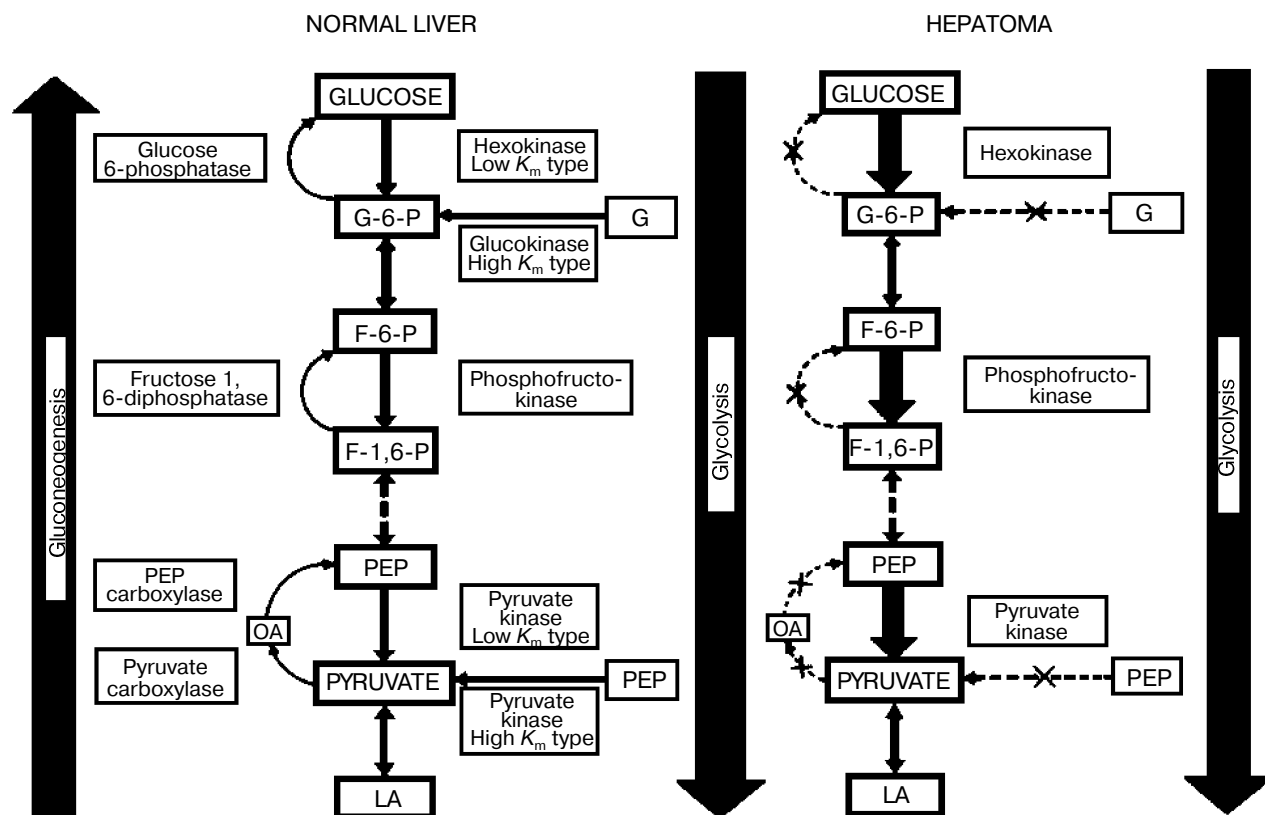 NORMAL LIVER
HEPATOMA
GLUCOSE
Glucose
6-phosphatase
Hexokinase
Low Km type
G-6-P
G
Glucokinase
High Km type
F-6-P
Fructose 1,
6-diphosphatase
Phosphofructo-
kinase
F-1,6-P
PEP
PEP
carboxylase
OA
Pyruvate
kinase
Low Km type
Pyruvate
carboxylase
PYRUVATE
PEP
Pyruvate
kinase
High Km type
LA
Gluconeogenesis
Glycolysis
GLUCOSE
Hexokinase
G-6-P
G
F-6-P
Phosphofructo-
kinase
F-1,6-P
PEP
OA
Pyruvate
kinase
PYRUVATE
PEP
LA
Glycolysis